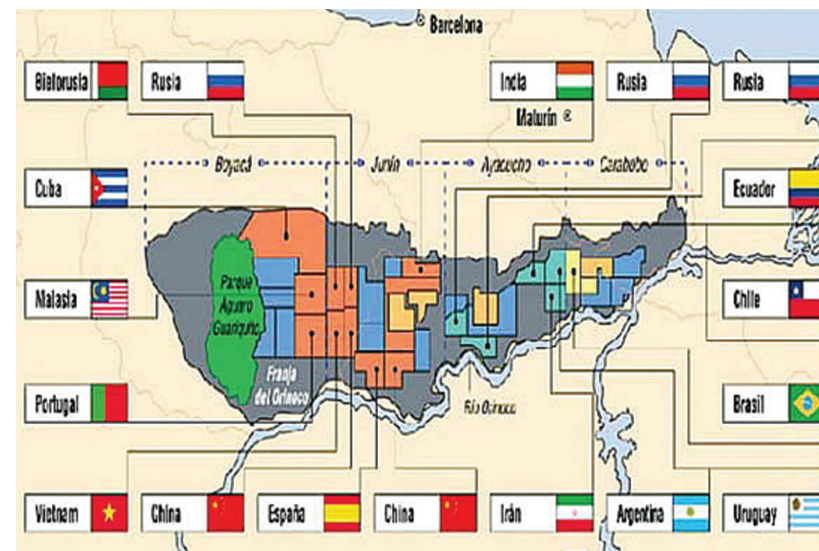 Barcelona
Bielorusia
Rusia
India
Rusia
Rusia
Maturín
Boyacá
Junín
Ayacucho
Carabobo
Cuba
Ecuador
Parque
Aguaro
Guariquito
Malasia
Chile
Franja
del Orinoco
Río Orinoco
Portugal
Brasil
Vietnam
China
España
China
Irán
Argentina
Uruguay